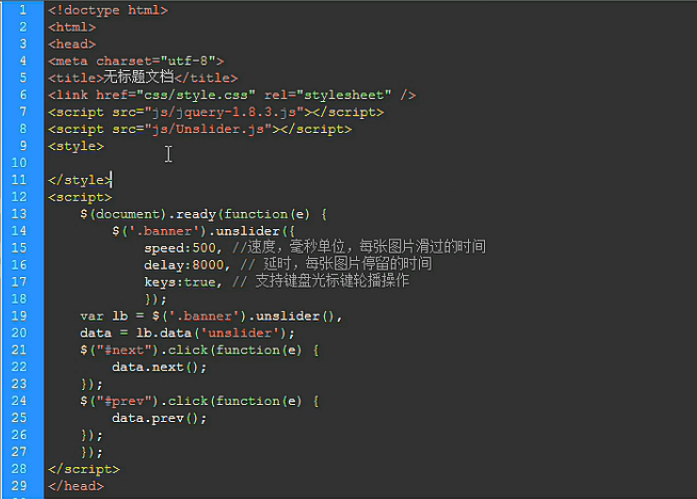 1 <!doctype html>
2 <html>
3 <head>
4 <meta charset="utf-8">
5 <title>无标题文档</title>
6 <link href="css/style.css" rel="stylesheet" />
7 <script src="js/jquery-1.8.3.js"></script>
8 <script src="js/Unslider.js"></script>
9 <style>
10
11 </style>
12 <script>
13 $(document).ready(function(e) {
14 $('.banner').unslider({
15 speed:500, //速度，毫秒单位，每张图片滑过的时间
16 delay:8000, // 延时，每张图片停留的时间
17 keys:true, // 支持键盘光标键轮播操作
18 });
19 var lb = $('.banner').unslider(),
20 data = lb.data('unslider');
21 $("#next").click(function(e) {
22 data.next();
23 });
24 $("#prev").click(function(e) {
25 data.prev();
26 });
27 });
28 </script>
29 </head>